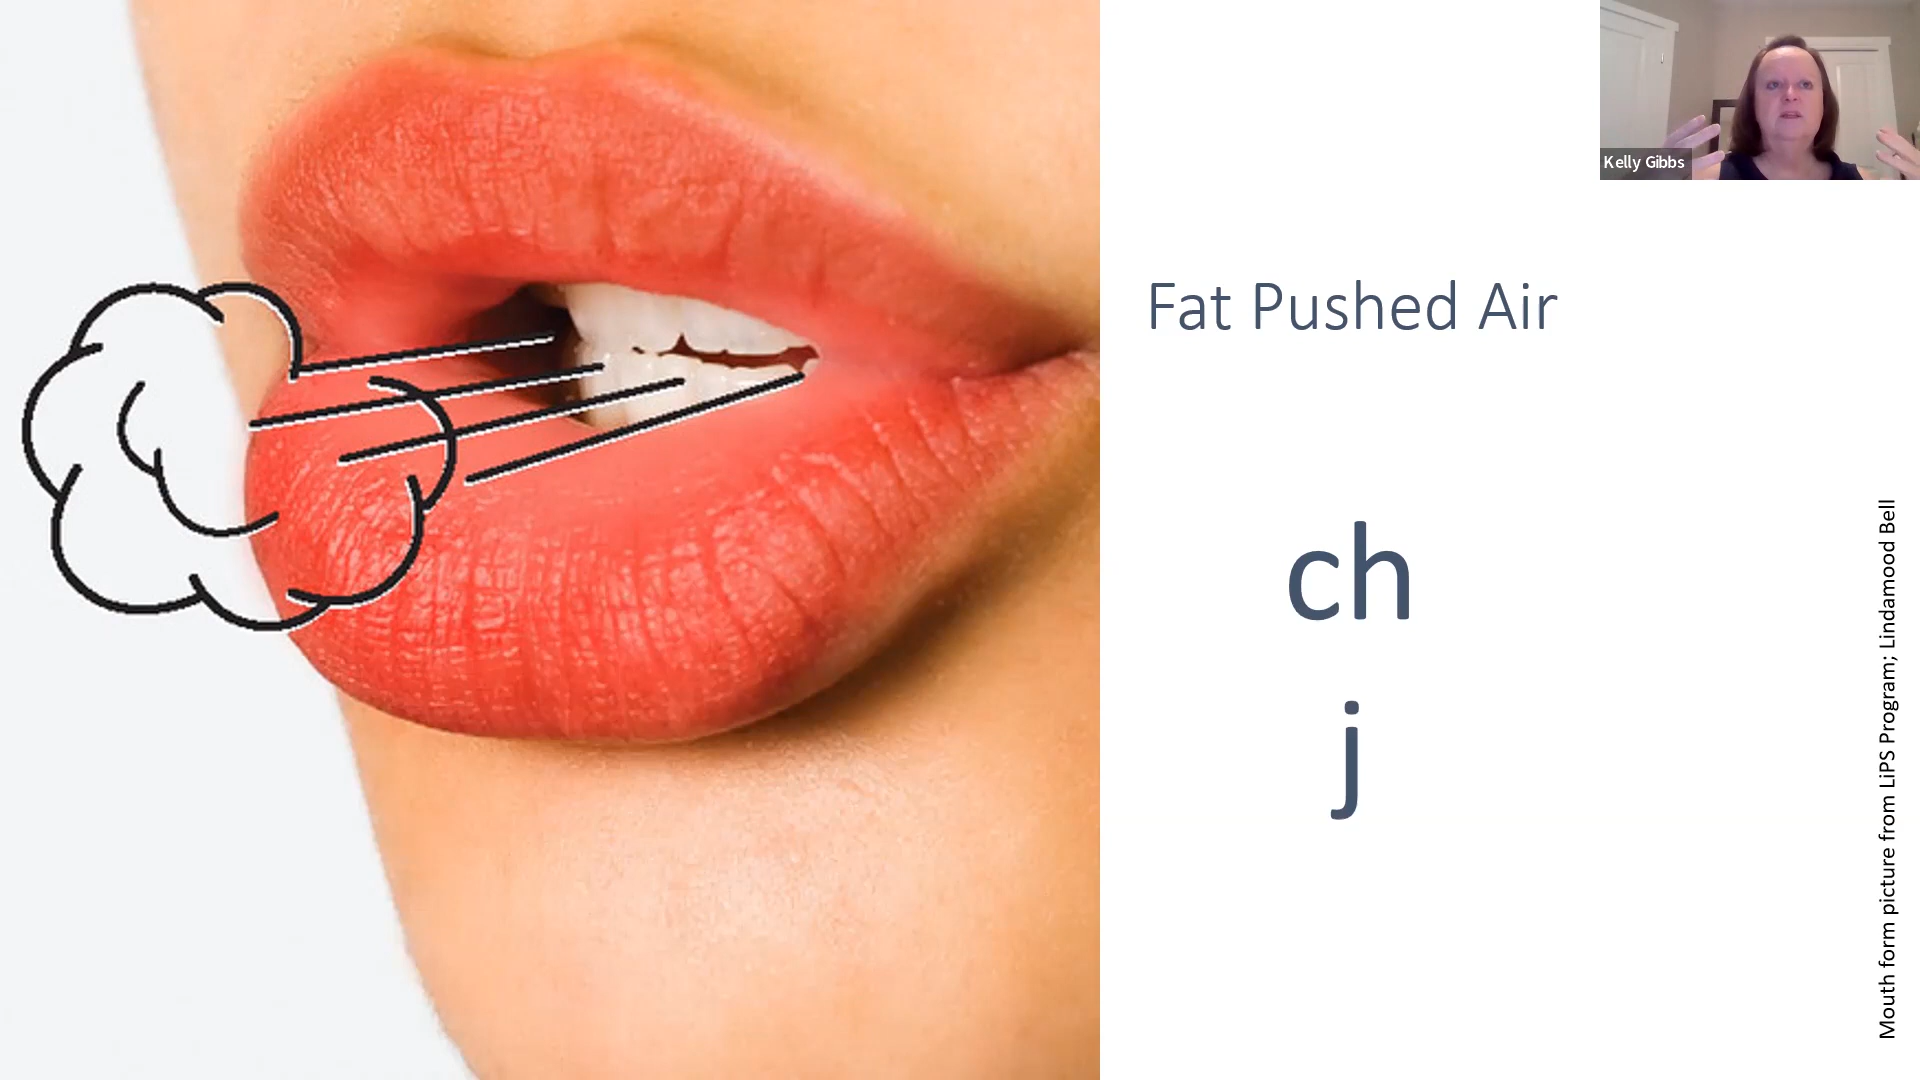 Kelly Gibbs
Fat Pushed Air
ch
j
Mouth form picture from LiPS Program; Lindamood Bell